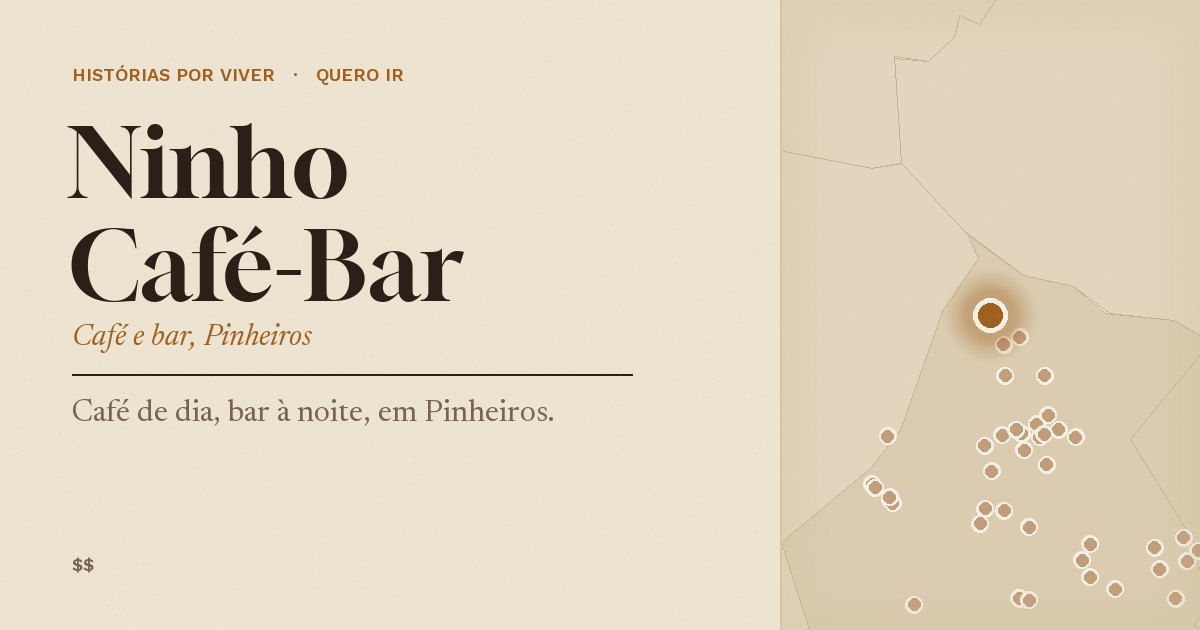 HISTÓRIAS POR VIVER · QUERO IR
Ninho
Café-Bar
Café e bar, Pinheiros
Café de dia, bar à noite, em Pinheiros.
$$